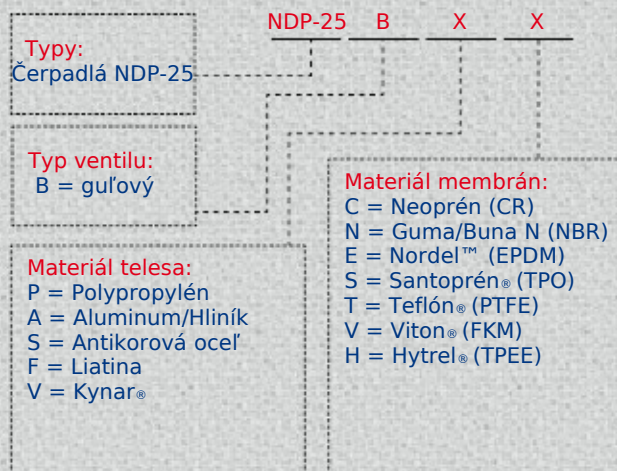 NDP-25 B X X
Typy:
Čerpadlá NDP-25
Typ ventilu:
B = guľový
Materiál telesa:
P = Polypropylén
A = Aluminum/Hliník
S = Antikorová oceľ
F = Liatina
V = Kynar®
Materiál membrán:
C = Neoprén (CR)
N = Guma/Buna N (NBR)
E = Nordel™ (EPDM)
S = Santoprén® (TPO)
T = Teflón® (PTFE)
V = Viton® (FKM)
H = Hytrel® (TPEE)